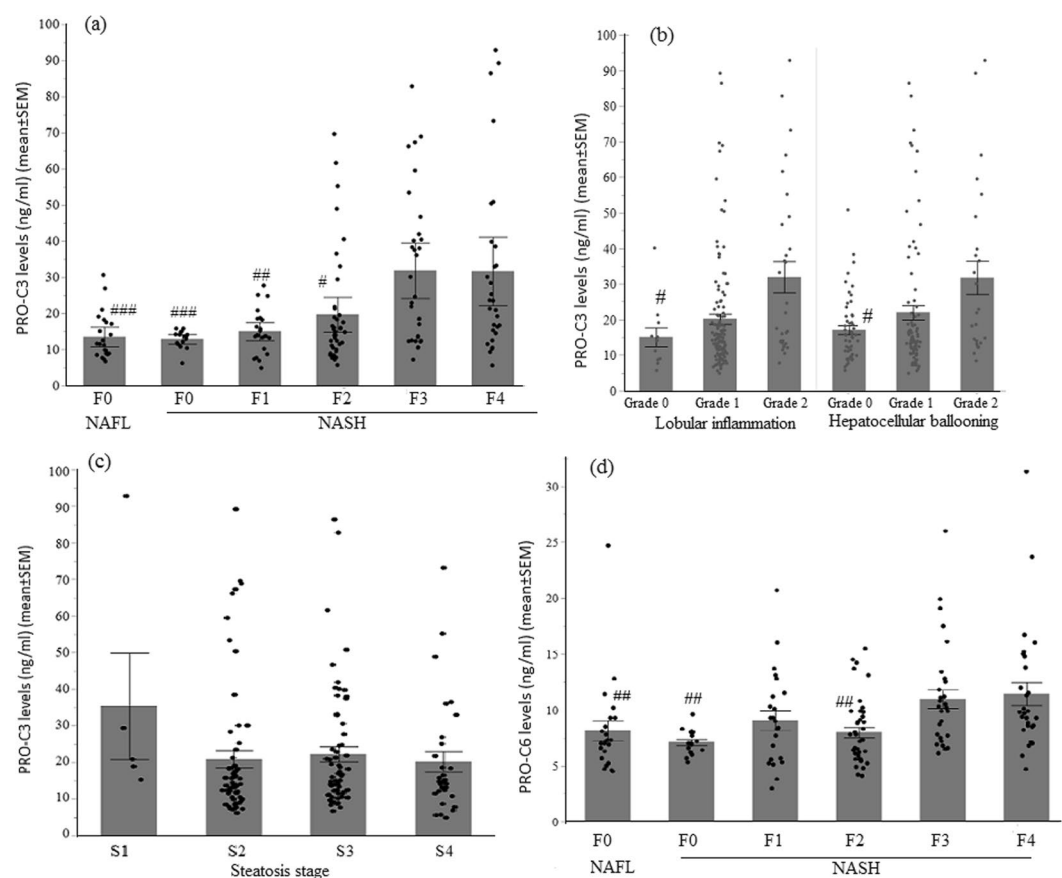 (a)
PRO-C3 levels (ng/ml) (mean±SEM)
100
90
80
70
60
50
40
30
20
10
0
###
###
##
#
F0
F0
F1
F2
F3
F4
NAFL
NASH
(b)
PRO-C3 levels (ng/ml) (mean±SEM)
100
90
80
70
60
50
40
30
20
10
0
#
#
Grade 0
Grade 1
Grade 2
Grade 0
Grade 1
Grade 2
Lobular inflammation
Hepatocellular ballooning
(c)
PRO-C3 levels (ng/ml) (mean±SEM)
100
90
80
70
60
50
40
30
20
10
0
S1
S2
S3
S4
Steatosis stage
(d)
PRO-C6 levels (ng/ml) (mean±SEM)
30
25
20
15
10
5
0
##
##
##
F0
F0
F1
F2
F3
F4
NAFL
NASH